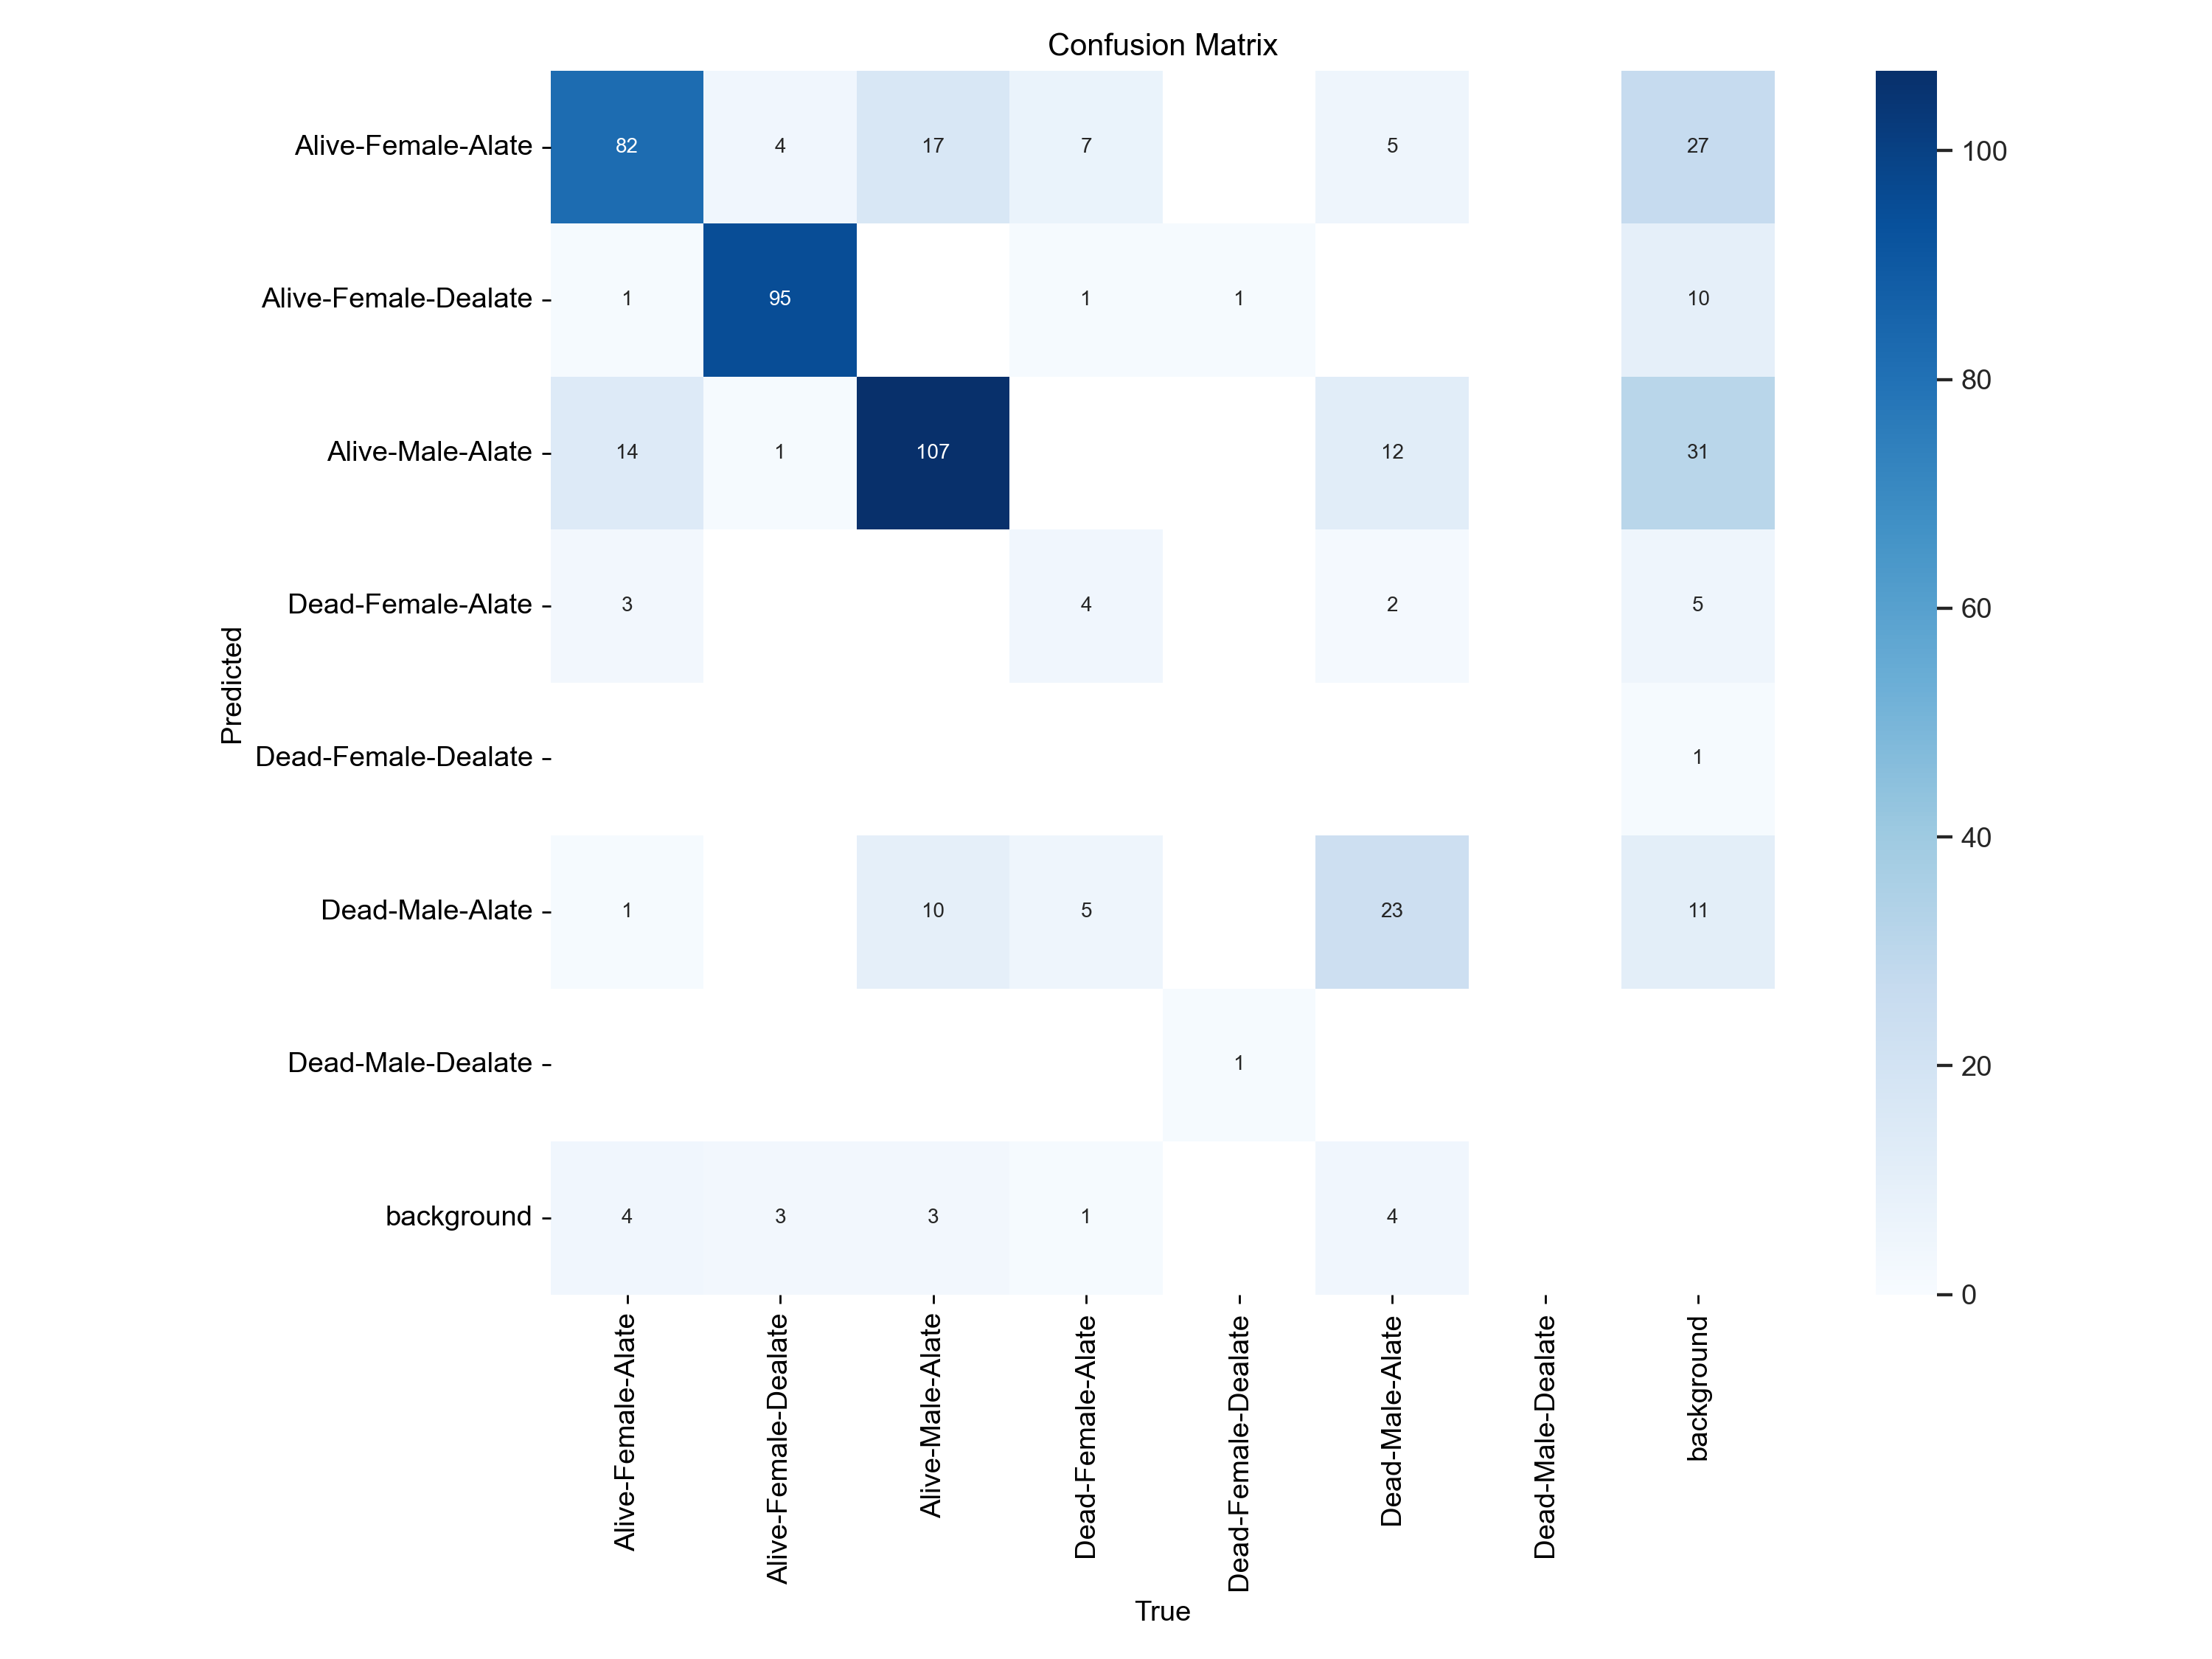 Confusion Matrix
Alive-Female-Alate 82 4 17 7 5 27
Alive-Female-Dealate 1 95 1 1 10
Alive-Male-Alate 14 1 107 12 31
Dead-Female-Alate 3 4 2 5
Dead-Female-Dealate 1
Dead-Male-Alate 1 10 5 23 11
Dead-Male-Dealate 1
background 4 3 3 1 4
Predicted
Alive-Female-Alate
Alive-Female-Dealate
Alive-Male-Alate
Dead-Female-Alate
Dead-Female-Dealate
Dead-Male-Alate
Dead-Male-Dealate
background
True
100
80
60
40
20
0